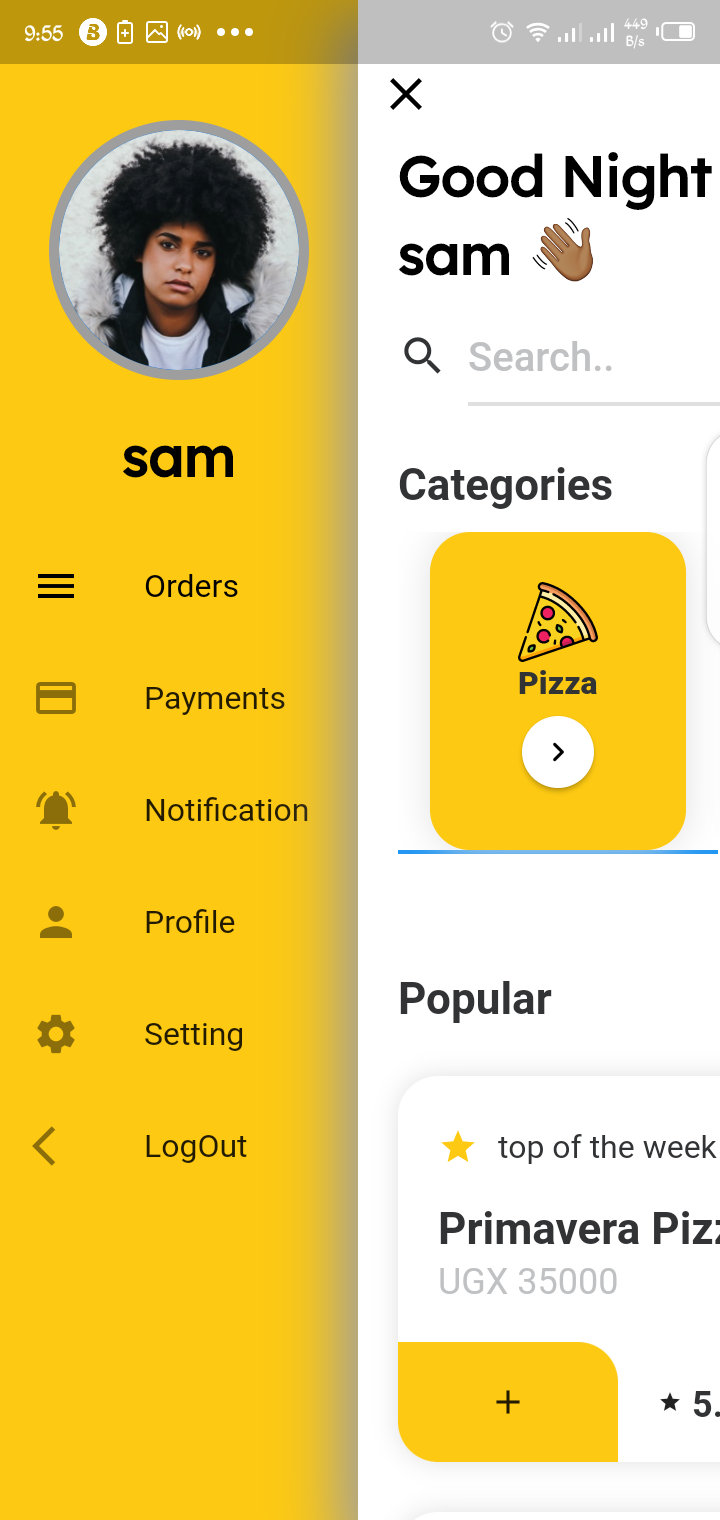 9:55
449
B/s
Good Night
sam 👋🏾
Search..
sam
Categories
Orders
Pizza
Payments
Notification
Profile
Popular
Setting
LogOut
top of the week
Primavera Piz
UGX 35000
+
5.